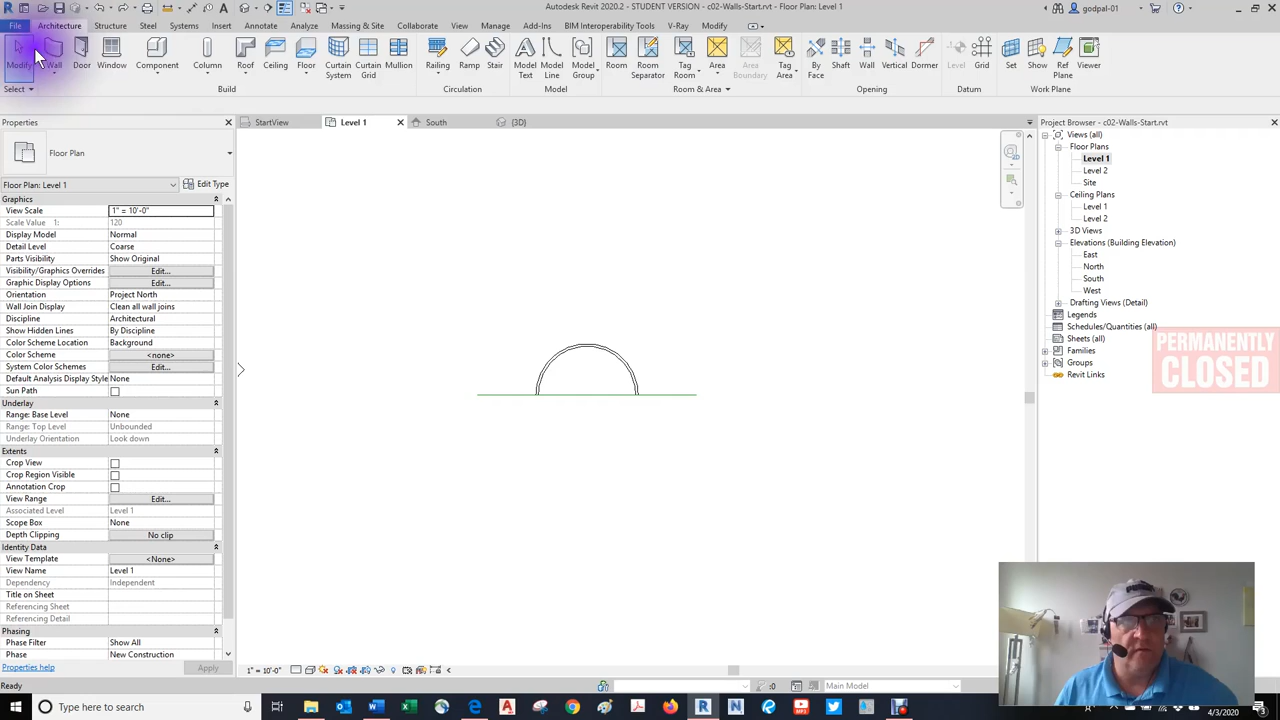 Autodesk Revit 2020.2 - STUDENT VERSION - c02-Walls-Start.rvt - Floor Plan: Level 1
godpal-01
File Architecture Structure Steel Systems Insert Annotate Analyze Massing & Site Collaborate View Manage Add-Ins BIM Interoperability Tools V-Ray Modify
Modify Wall Door Window Component Column Roof Ceiling Floor Curtain System Curtain Grid Mullion Railing Ramp Stair Model Text Model Line Model Group Room Room Separator Tag Room Area Area Boundary Tag Area By Face Shaft Wall Vertical Dormer Level Grid Set Show Ref Plane Viewer
Select Build Circulation Model Room & Area Opening Datum Work Plane
Properties
StartView Level 1 South {3D}
Project Browser - c02-Walls-Start.rvt
Floor Plan
Floor Plan: Level 1 Edit Type
Graphics
View Scale 1" = 10'-0"
Scale Value 1: 120
Display Model Normal
Detail Level Coarse
Parts Visibility Show Original
Visibility/Graphics Overrides Edit...
Graphic Display Options Edit...
Orientation Project North
Wall Join Display Clean all wall joins
Discipline Architectural
Show Hidden Lines By Discipline
Color Scheme Location Background
Color Scheme <none>
System Color Schemes Edit...
Default Analysis Display Style None
Sun Path
Underlay
Range: Base Level None
Range: Top Level Unbounded
Underlay Orientation Look down
Extents
Crop View
Crop Region Visible
Annotation Crop
View Range Edit...
Associated Level Level 1
Scope Box None
Depth Clipping No clip
Identity Data
View Template <None>
View Name Level 1
Dependency Independent
Title on Sheet
Referencing Sheet
Referencing Detail
Phasing
Phase Filter Show All
Phase New Construction
Properties help Apply
Views (all)
Floor Plans
Level 1
Level 2
Site
Ceiling Plans
Level 1
Level 2
3D Views
Elevations (Building Elevation)
East
North
South
West
Drafting Views (Detail)
Legends
Schedules/Quantities (all)
Sheets (all)
Families
Groups
Revit Links
PERMANENTLY
CLOSED
1" = 10'-0"
Ready
:0
Main Model
Type here to search
4/3/2020